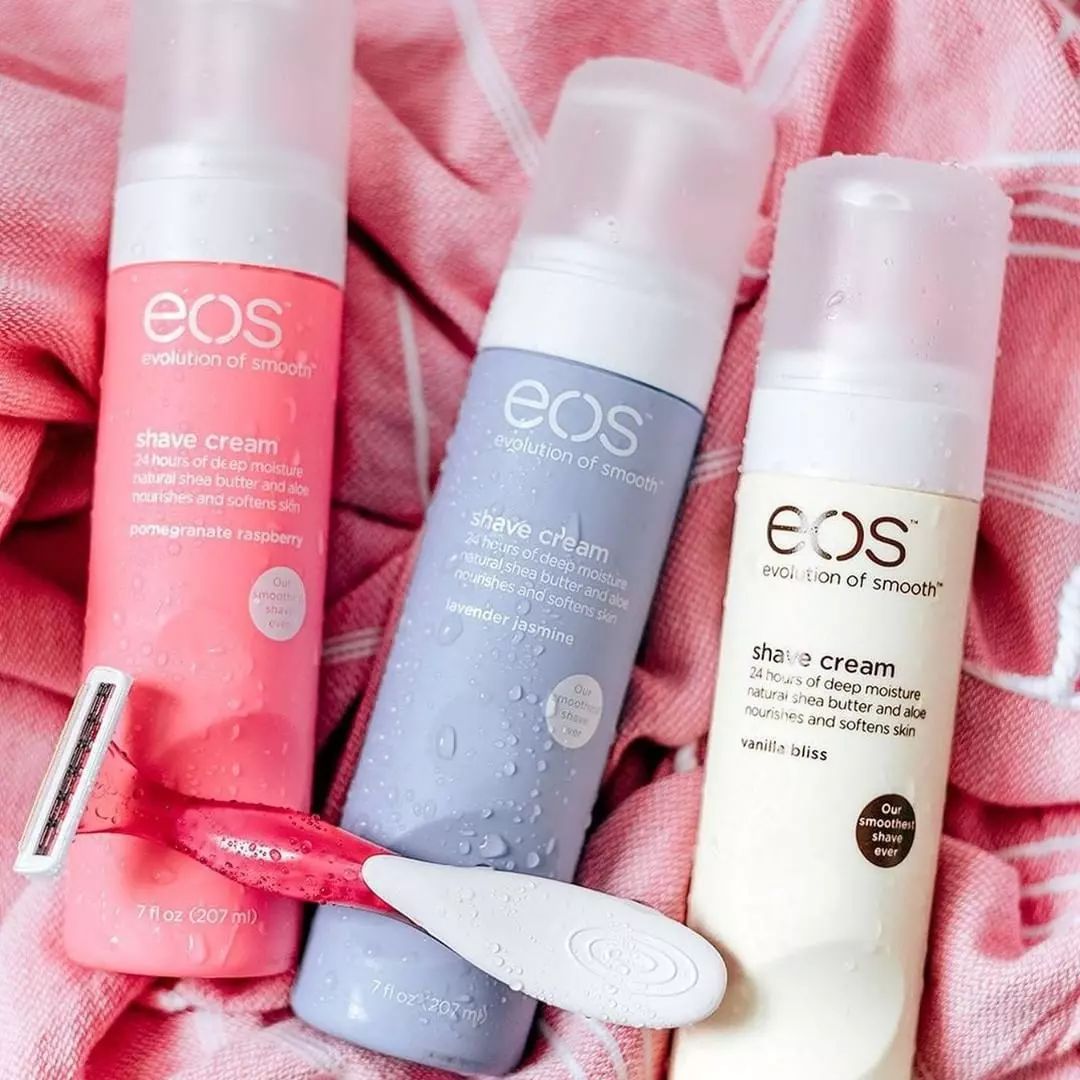 eos™
evolution of smooth™
shave cream
24 hours of deep moisture
natural shea butter and aloe
nourishes and softens skin
pomegranate raspberry
Our
smoothest
shave
ever
7 fl oz (207 ml)
eos™
evolution of smooth™
shave cream
24 hours of deep moisture
natural shea butter and aloe
nourishes and softens skin
lavender jasmine
Our
smoothest
shave
ever
7 fl oz (207 ml)
eos™
evolution of smooth™
shave cream
24 hours of deep moisture
natural shea butter and aloe
nourishes and softens skin
vanilla bliss
Our
smoothest
shave
ever